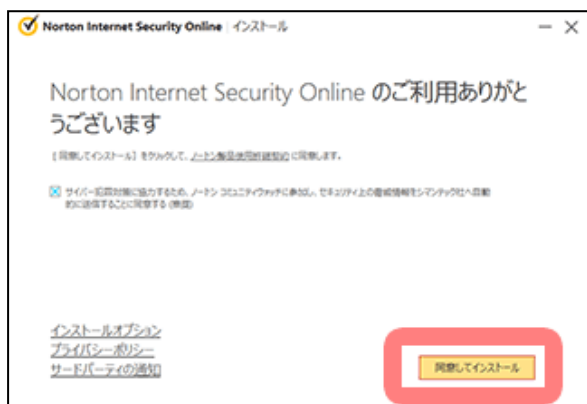 Norton Internet Security Online インストール
Norton Internet Security Online のご利用ありがと
うございます
[同意してインストール] をクリックして、ノートン製品使用許諾契約 に同意します。
サイバー犯罪対策に協力するため、ノートン コミュニティウォッチに参加し、セキュリティ上の脅威情報をシマンテック社へ自動
的に送信することに同意する (推奨)
インストールオプション
プライバシーポリシー
サードパーティの通知
同意してインストール